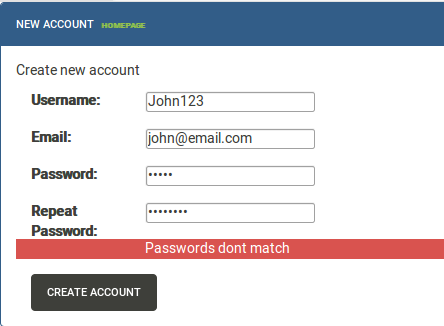 NEW ACCOUNT HOMEPAGE
Create new account
Username: John123
Email: john@email.com
Password: •••••
Repeat Password: ••••••••
Passwords dont match
CREATE ACCOUNT